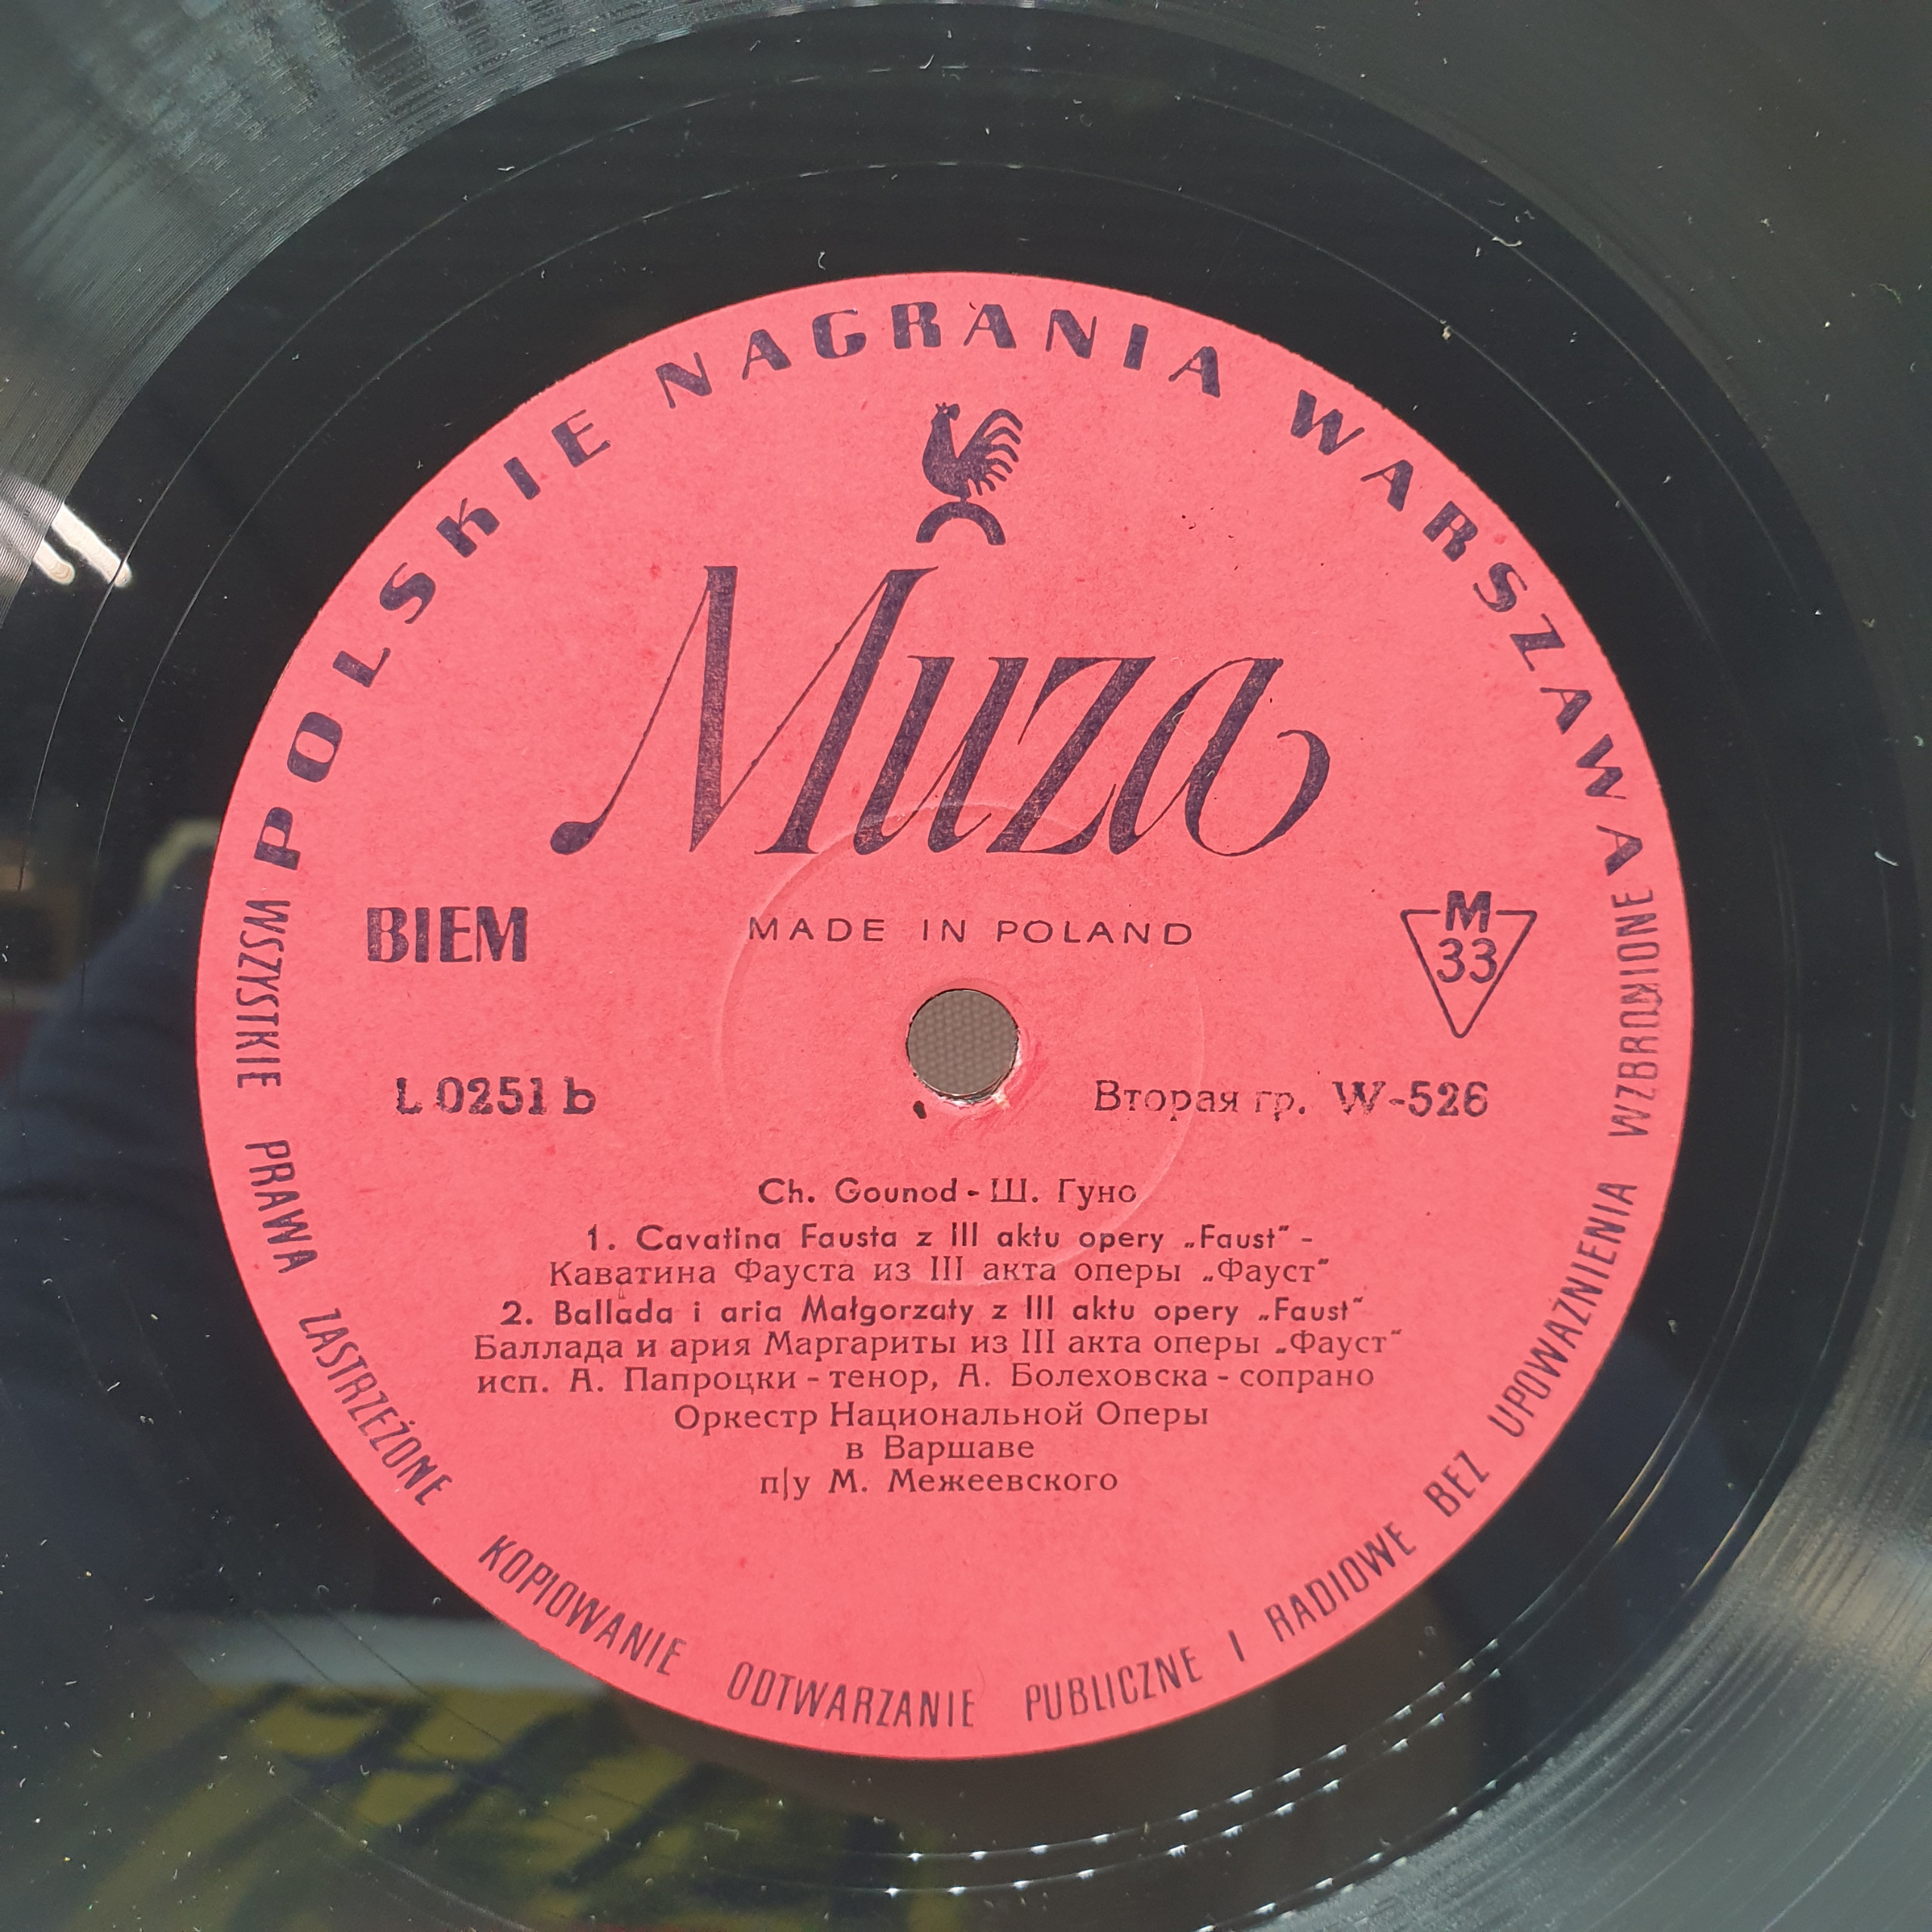 POLSKIE NAGRANIA WARSZAWA
Muza
BIEM
MADE IN POLAND
M
33
L 0251 b
Вторая гр. W-526
Ch. Gounod - Ш. Гуно
1. Cavatina Fausta z III aktu opery „Faust" -
Каватина Фауста из III акта оперы „Фауст"
2. Ballada i aria Małgorzaty z III aktu opery „Faust"
Баллада и ария Маргариты из III акта оперы „Фауст"
исп. А. Папроцки - тенор, А. Болеховска - сопрано
Оркестр Национальной Оперы
в Варшаве
п/у М. Межеевского
WSZYSTKIE PRAWA ZASTRZEŻONE KOPIOWANIE ODTWARZANIE PUBLICZNE I RADIOWE BEZ UPOWAŻNIENIA WZBRONIONE